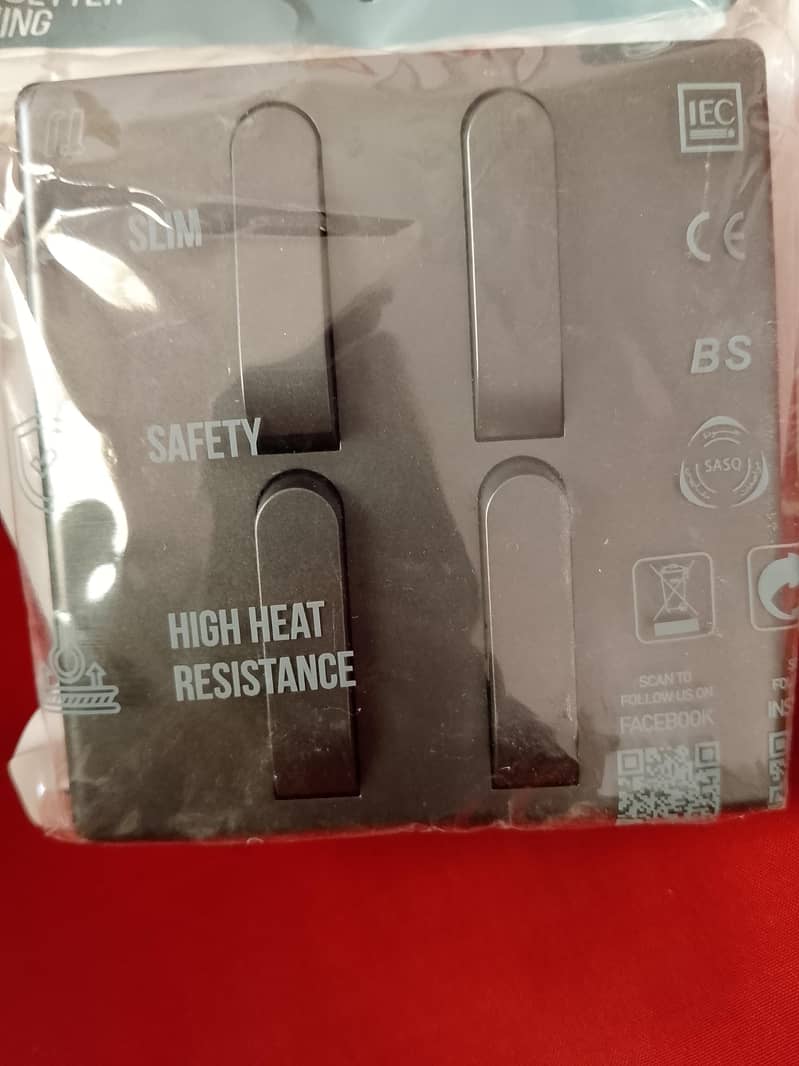 ING
IEC
SLIM
CE
BS
SAFETY
SASO
HIGH HEAT
RESISTANCE
SCAN TO
FOLLOW US ON
FACEBOOK